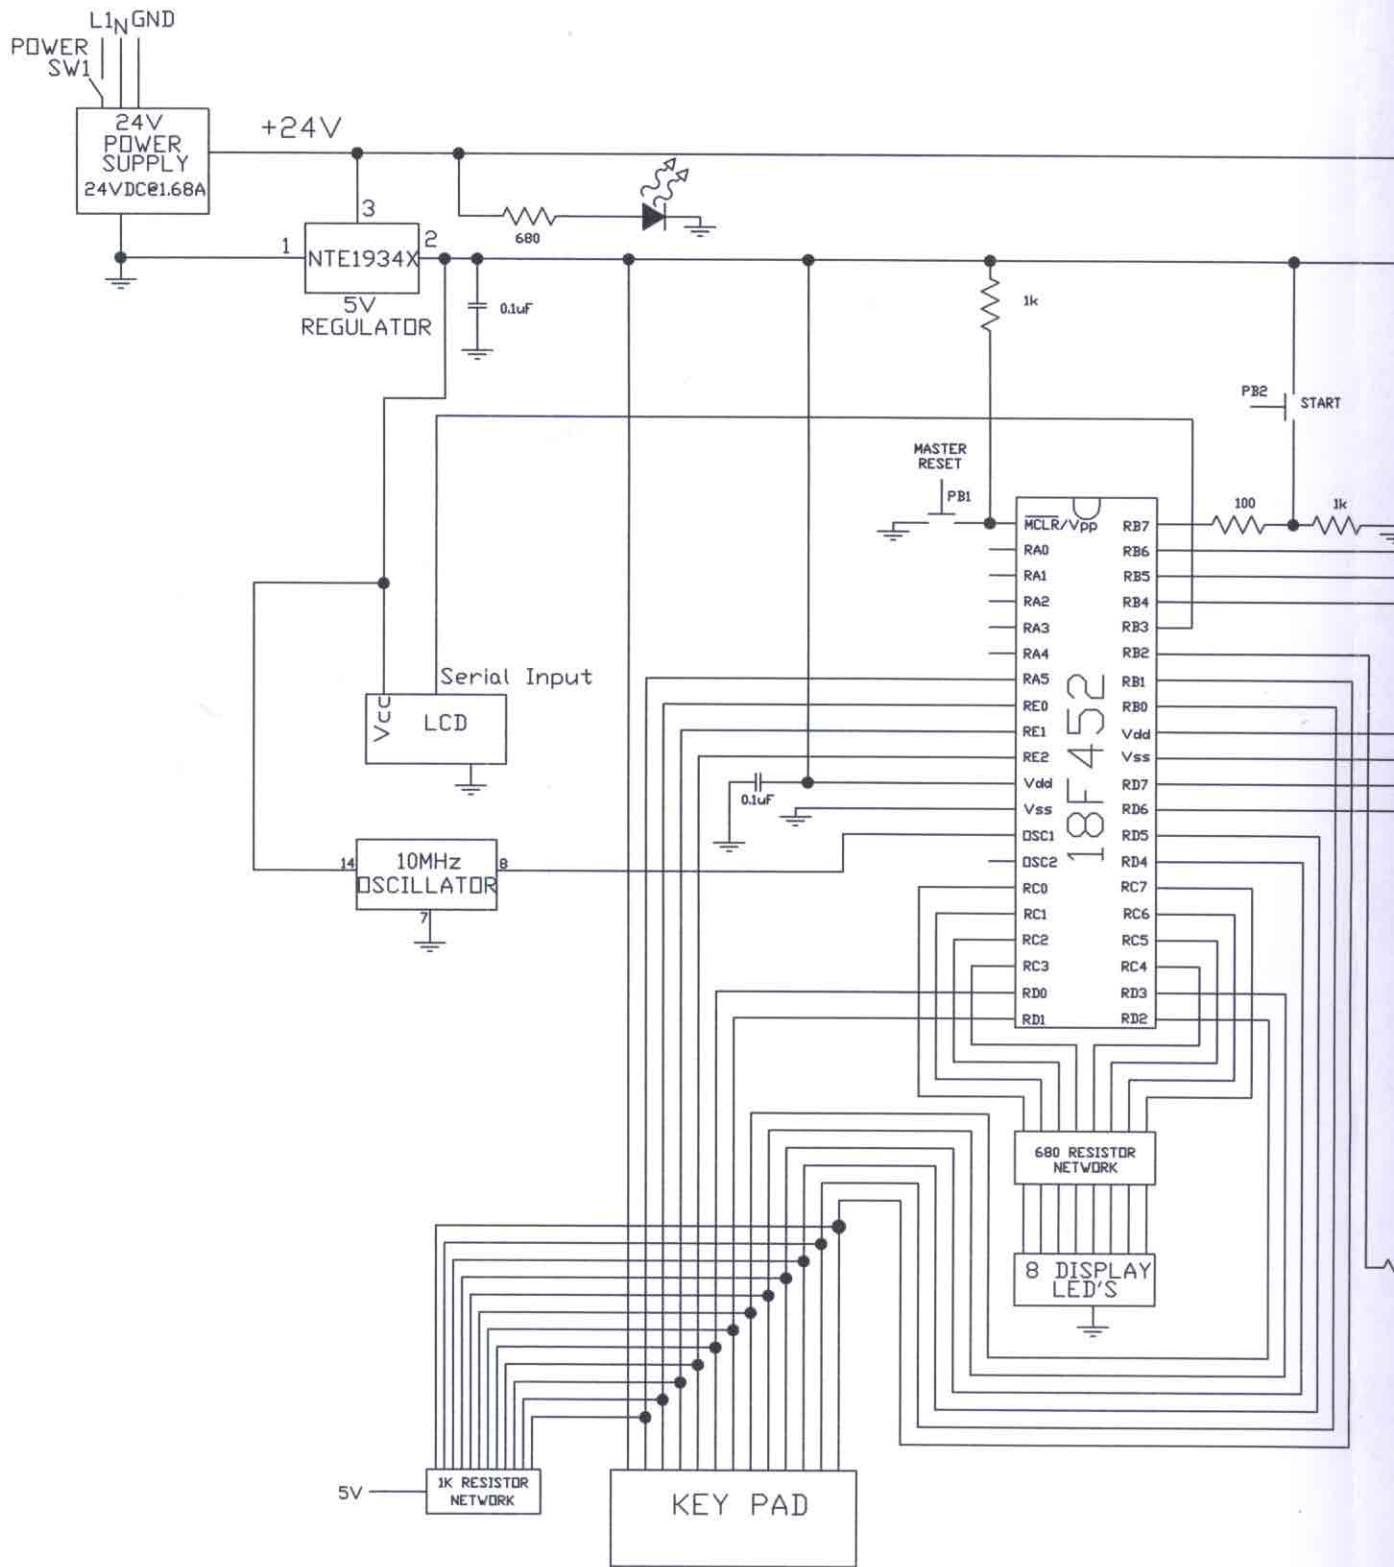 L1 N GND
POWER
SW1
24V
POWER
SUPPLY
24VDC@1.68A
+24V
3
1
NTE1934X
2
5V
REGULATOR
680
0.1uF
1k
PB2
START
MASTER
RESET
PB1
100
1k
MCLR/Vpp
RB7
RA0
RB6
RA1
RB5
RA2
RB4
RA3
RB3
RA4
RB2
RA5
RB1
RE0
RB0
RE1
Vdd
RE2
Vss
Vdd
RD7
Vss
RD6
OSC1
RD5
OSC2
RD4
RC0
RC7
RC1
RC6
RC2
RC5
RC3
RC4
RD0
RD3
RD1
RD2
18F452
Serial Input
Vcc
LCD
0.1uF
14
10MHz
OSCILLATOR
8
7
680 RESISTOR
NETWORK
8 DISPLAY
LED'S
5V
1K RESISTOR
NETWORK
KEY PAD